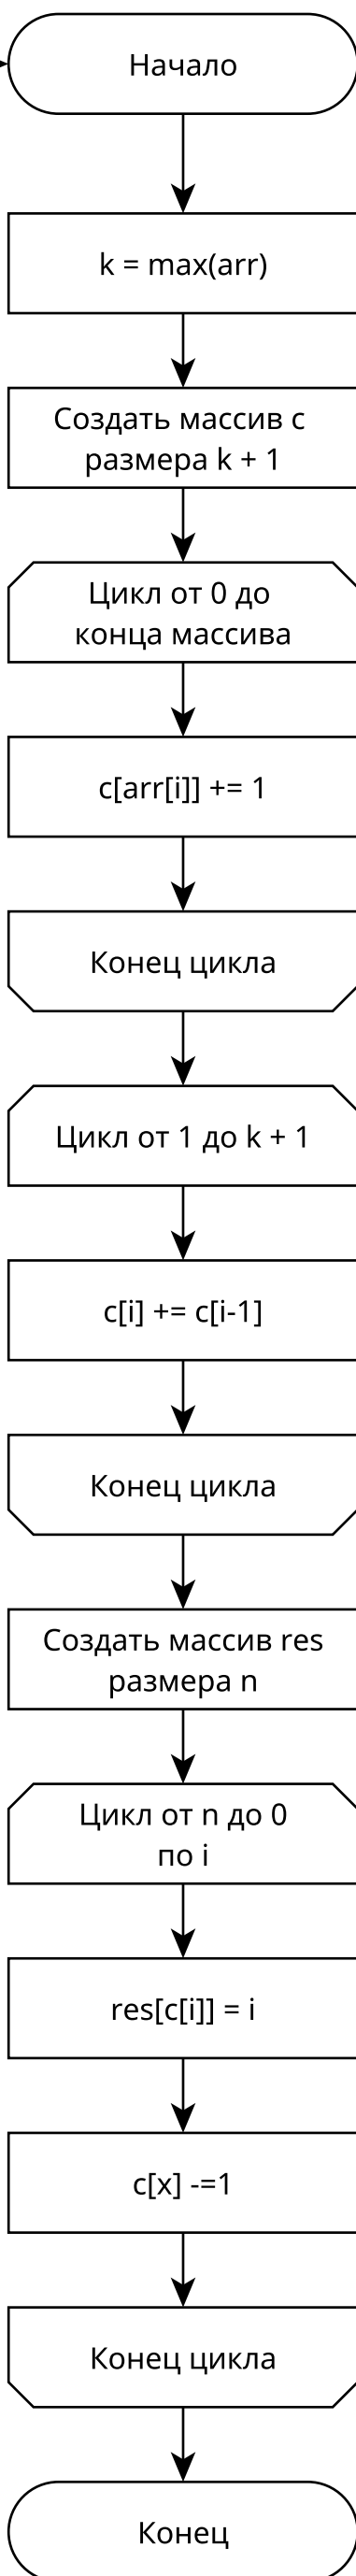 Начало
k = max(arr)
Создать массив c
размера k + 1
Цикл от 0 до
конца массива
c[arr[i]] += 1
Конец цикла
Цикл от 1 до k + 1
c[i] += c[i-1]
Конец цикла
Создать массив res
размера n
Цикл от n до 0
по i
res[c[i]] = i
c[x] -=1
Конец цикла
Конец